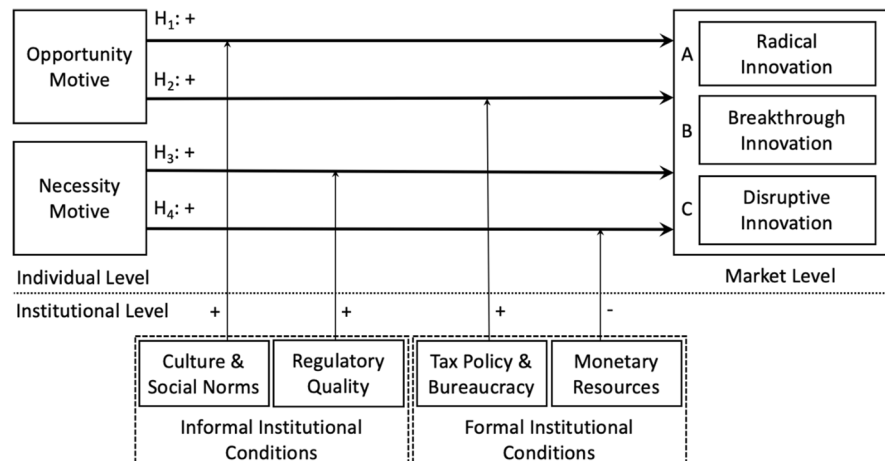 H1: +
Opportunity
Motive
H2: +
A
Radical
Innovation
B
Breakthrough
Innovation
H3: +
Necessity
Motive
H4: +
C
Disruptive
Innovation
Individual Level
Market Level
Institutional Level
+
+
+
-
Culture &
Social Norms
Regulatory
Quality
Tax Policy &
Bureaucracy
Monetary
Resources
Informal Institutional
Conditions
Formal Institutional
Conditions